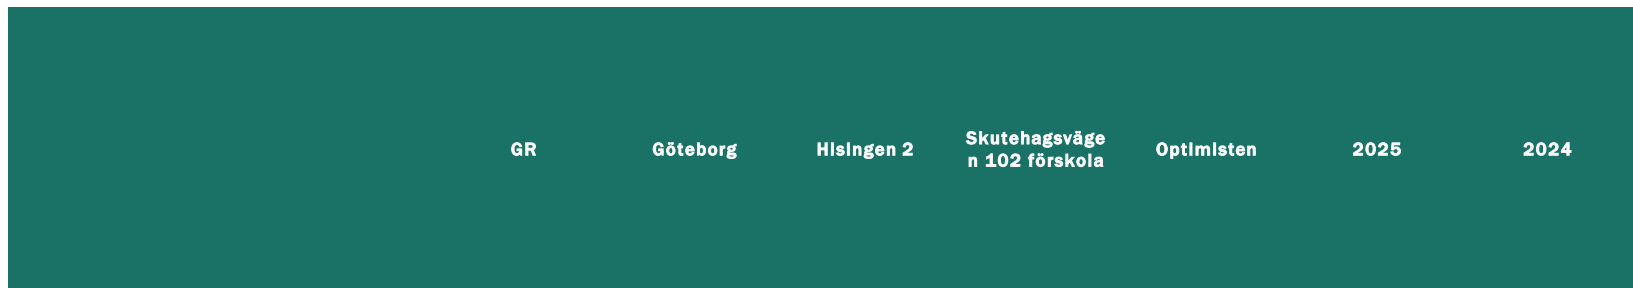 GR
Göteborg
Hisingen 2
Skutehagsväge
n 102 förskola
Optimisten
2025
2024